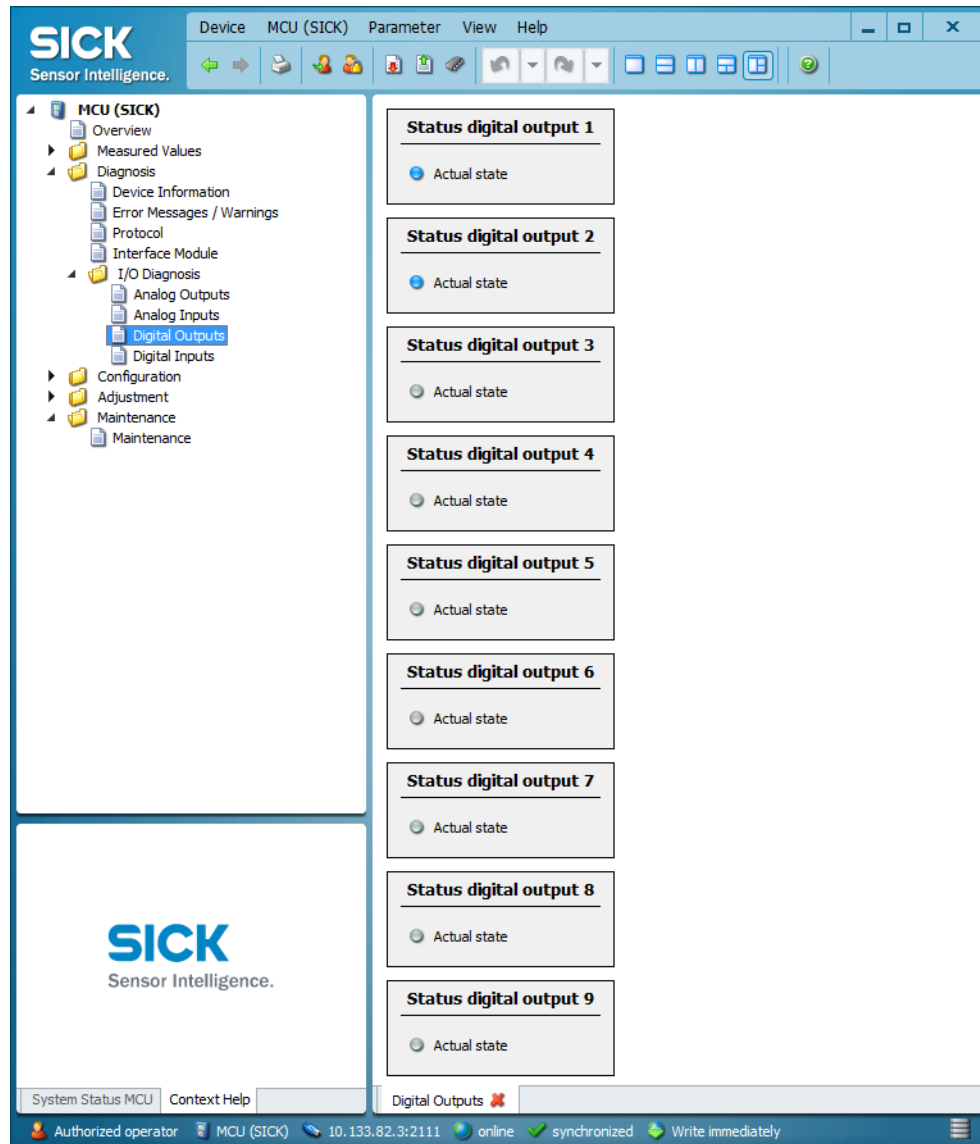 SICK
Sensor Intelligence.
Device MCU (SICK) Parameter View Help
MCU (SICK)
Overview
Measured Values
Diagnosis
Device Information
Error Messages / Warnings
Protocol
Interface Module
I/O Diagnosis
Analog Outputs
Analog Inputs
Digital Outputs
Digital Inputs
Configuration
Adjustment
Maintenance
Maintenance
SICK
Sensor Intelligence.
System Status MCU Context Help
Status digital output 1
Actual state
Status digital output 2
Actual state
Status digital output 3
Actual state
Status digital output 4
Actual state
Status digital output 5
Actual state
Status digital output 6
Actual state
Status digital output 7
Actual state
Status digital output 8
Actual state
Status digital output 9
Actual state
Digital Outputs
Authorized operator MCU (SICK) 10.133.82.3:2111 online synchronized Write immediately